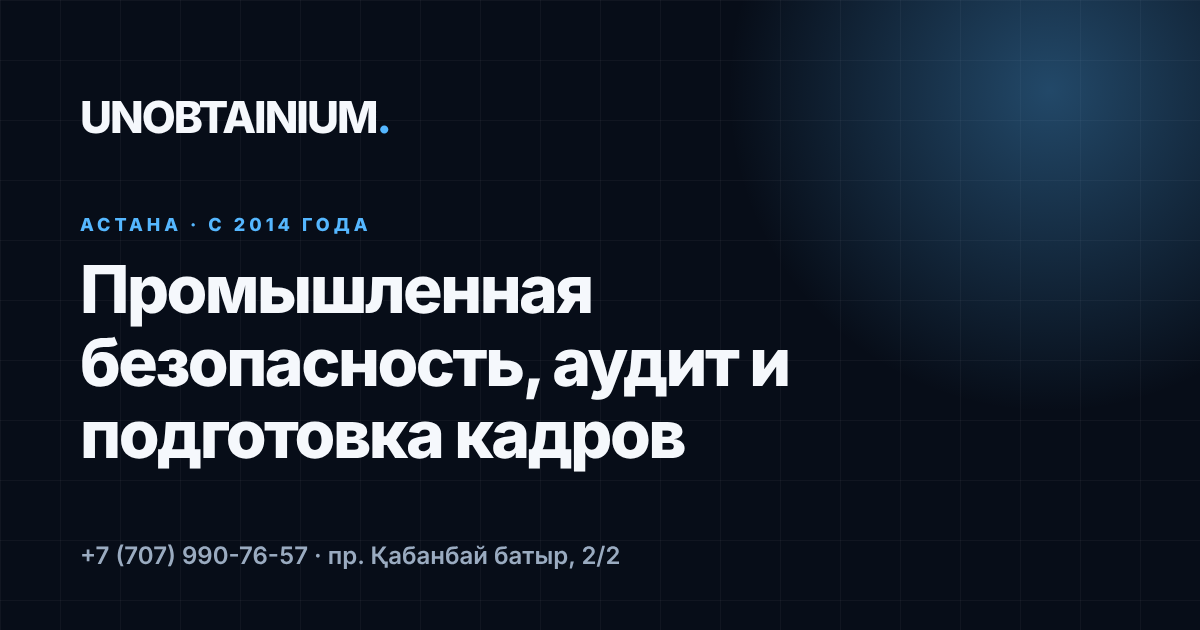 UNOBTAINIUM.
АСТАНА · С 2014 ГОДА
Промышленная
безопасность, аудит и
подготовка кадров
+7 (707) 990-76-57 · пр. Қабанбай батыр, 2/2